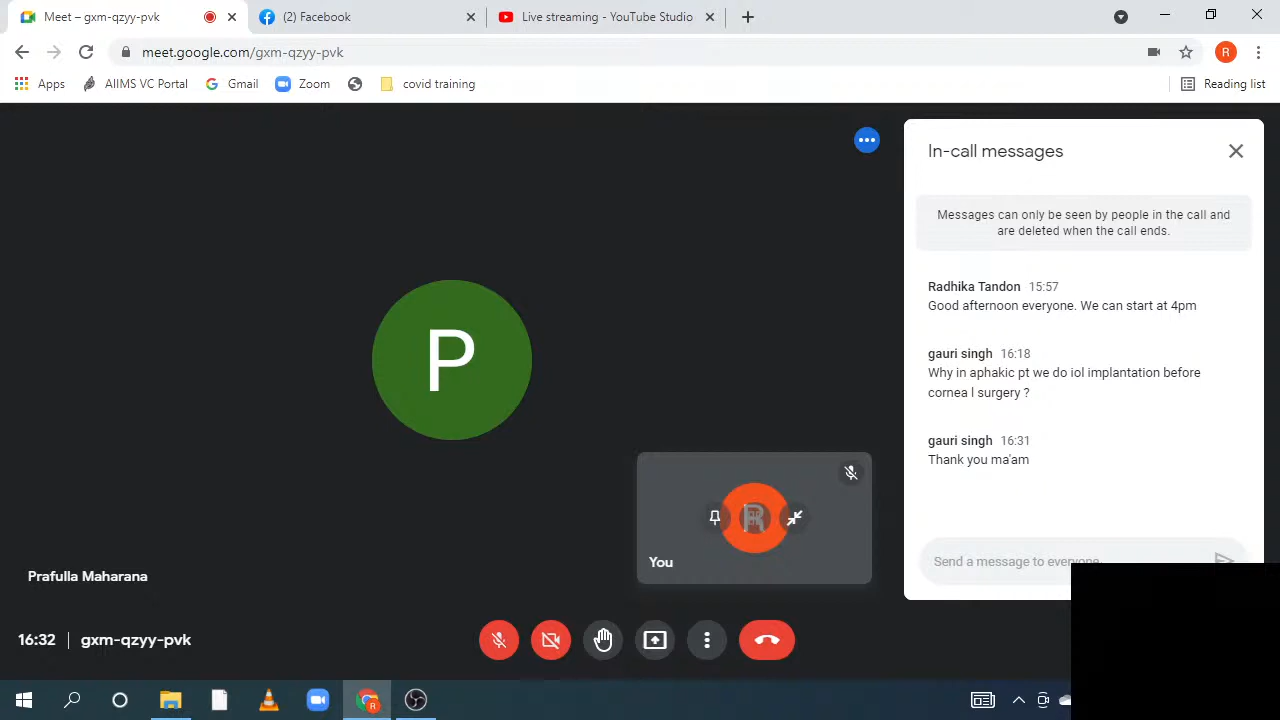 Meet – gxm-qzyy-pvk
(2) Facebook
Live streaming - YouTube Studio
meet.google.com/gxm-qzyy-pvk
R
Apps
AIIMS VC Portal
Gmail
Zoom
covid training
Reading list
P
Prafulla Maharana
R
You
In-call messages
Messages can only be seen by people in the call and
are deleted when the call ends.
Radhika Tandon 15:57
Good afternoon everyone. We can start at 4pm
gauri singh 16:18
Why in aphakic pt we do iol implantation before
cornea l surgery ?
gauri singh 16:31
Thank you ma'am
Send a message to everyone
16:32 | gxm-qzyy-pvk
R